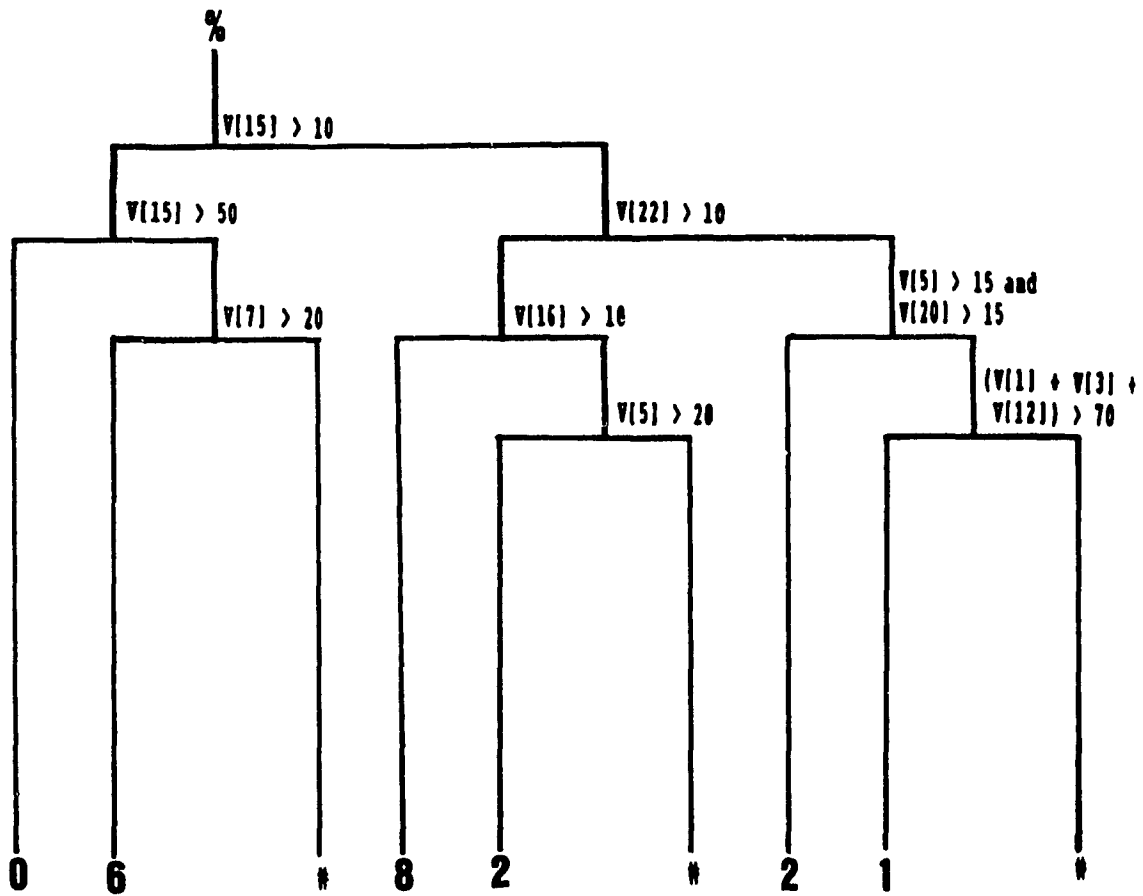 %
V[15] > 10
V[15] > 50
V[22] > 10
V[7] > 20
V[16] > 10
V[5] > 15 and
V[20] > 15
V[5] > 20
(V[1] + V[3] +
V[12]) > 70
0 6 # 8 2 # 2 1 #